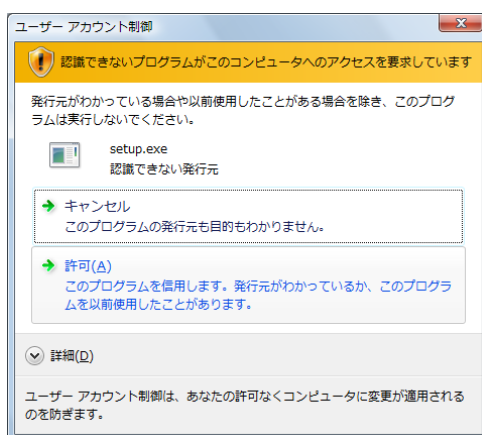 ユーザー アカウント制御
認識できないプログラムがこのコンピュータへのアクセスを要求しています
発行元がわかっている場合や以前使用したことがある場合を除き、このプログ
ラムは実行しないでください。
setup.exe
認識できない発行元
キャンセル
このプログラムの発行元も目的もわかりません。
許可(A)
このプログラムを信用します。発行元がわかっているか、このプログラ
ムを以前使用したことがあります。
詳細(D)
ユーザー アカウント制御は、あなたの許可なくコンピュータに変更が適用される
のを防ぎます。